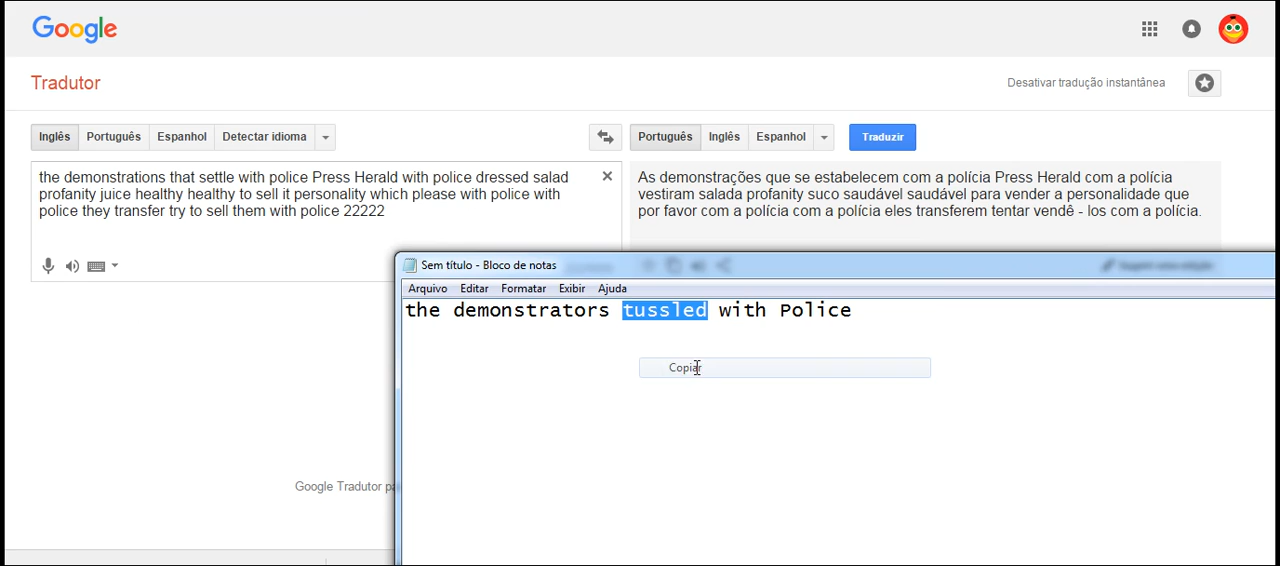 Google
Tradutor
Desativar tradução instantânea
Inglês Português Espanhol Detectar idioma
Português Inglês Espanhol Traduzir
the demonstrations that settle with police Press Herald with police dressed salad
profanity juice healthy healthy to sell it personality which please with police with
police they transfer try to sell them with police 22222
As demonstrações que se estabelecem com a polícia Press Herald com a polícia
vestiram salada profanity suco saudável saudável para vender a personalidade que
por favor com a polícia com a polícia eles transferem tentar vendê - los com a polícia.
Sem título - Bloco de notas
Arquivo Editar Formatar Exibir Ajuda
the demonstrators tussled with Police
Copiar
Google Tradutor pa